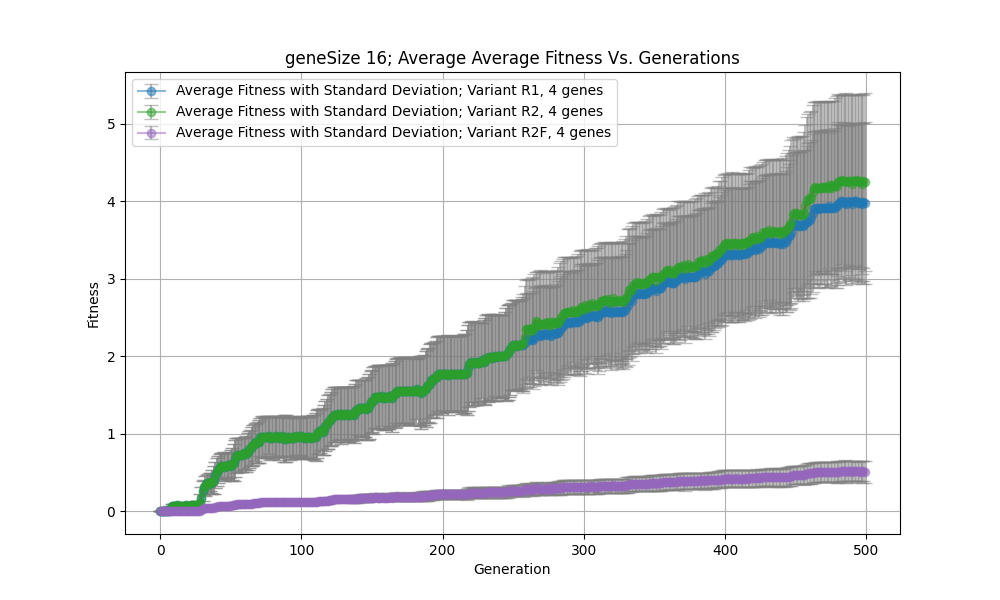 geneSize 16; Average Average Fitness Vs. Generations
Average Fitness with Standard Deviation; Variant R1, 4 genes
Average Fitness with Standard Deviation; Variant R2, 4 genes
Average Fitness with Standard Deviation; Variant R2F, 4 genes
5
4
3
2
1
0
Fitness
0 100 200 300 400 500
Generation